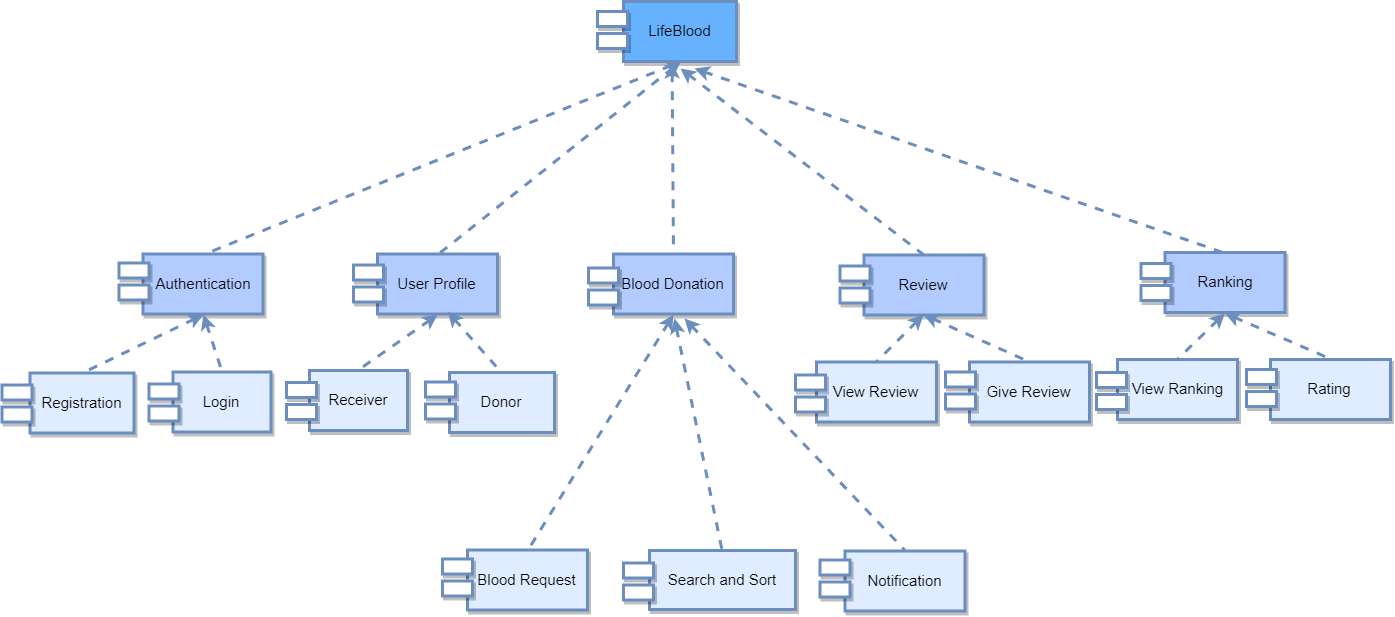 LifeBlood
Authentication
User Profile
Blood Donation
Review
Ranking
Registration
Login
Receiver
Donor
View Review
Give Review
View Ranking
Rating
Blood Request
Search and Sort
Notification